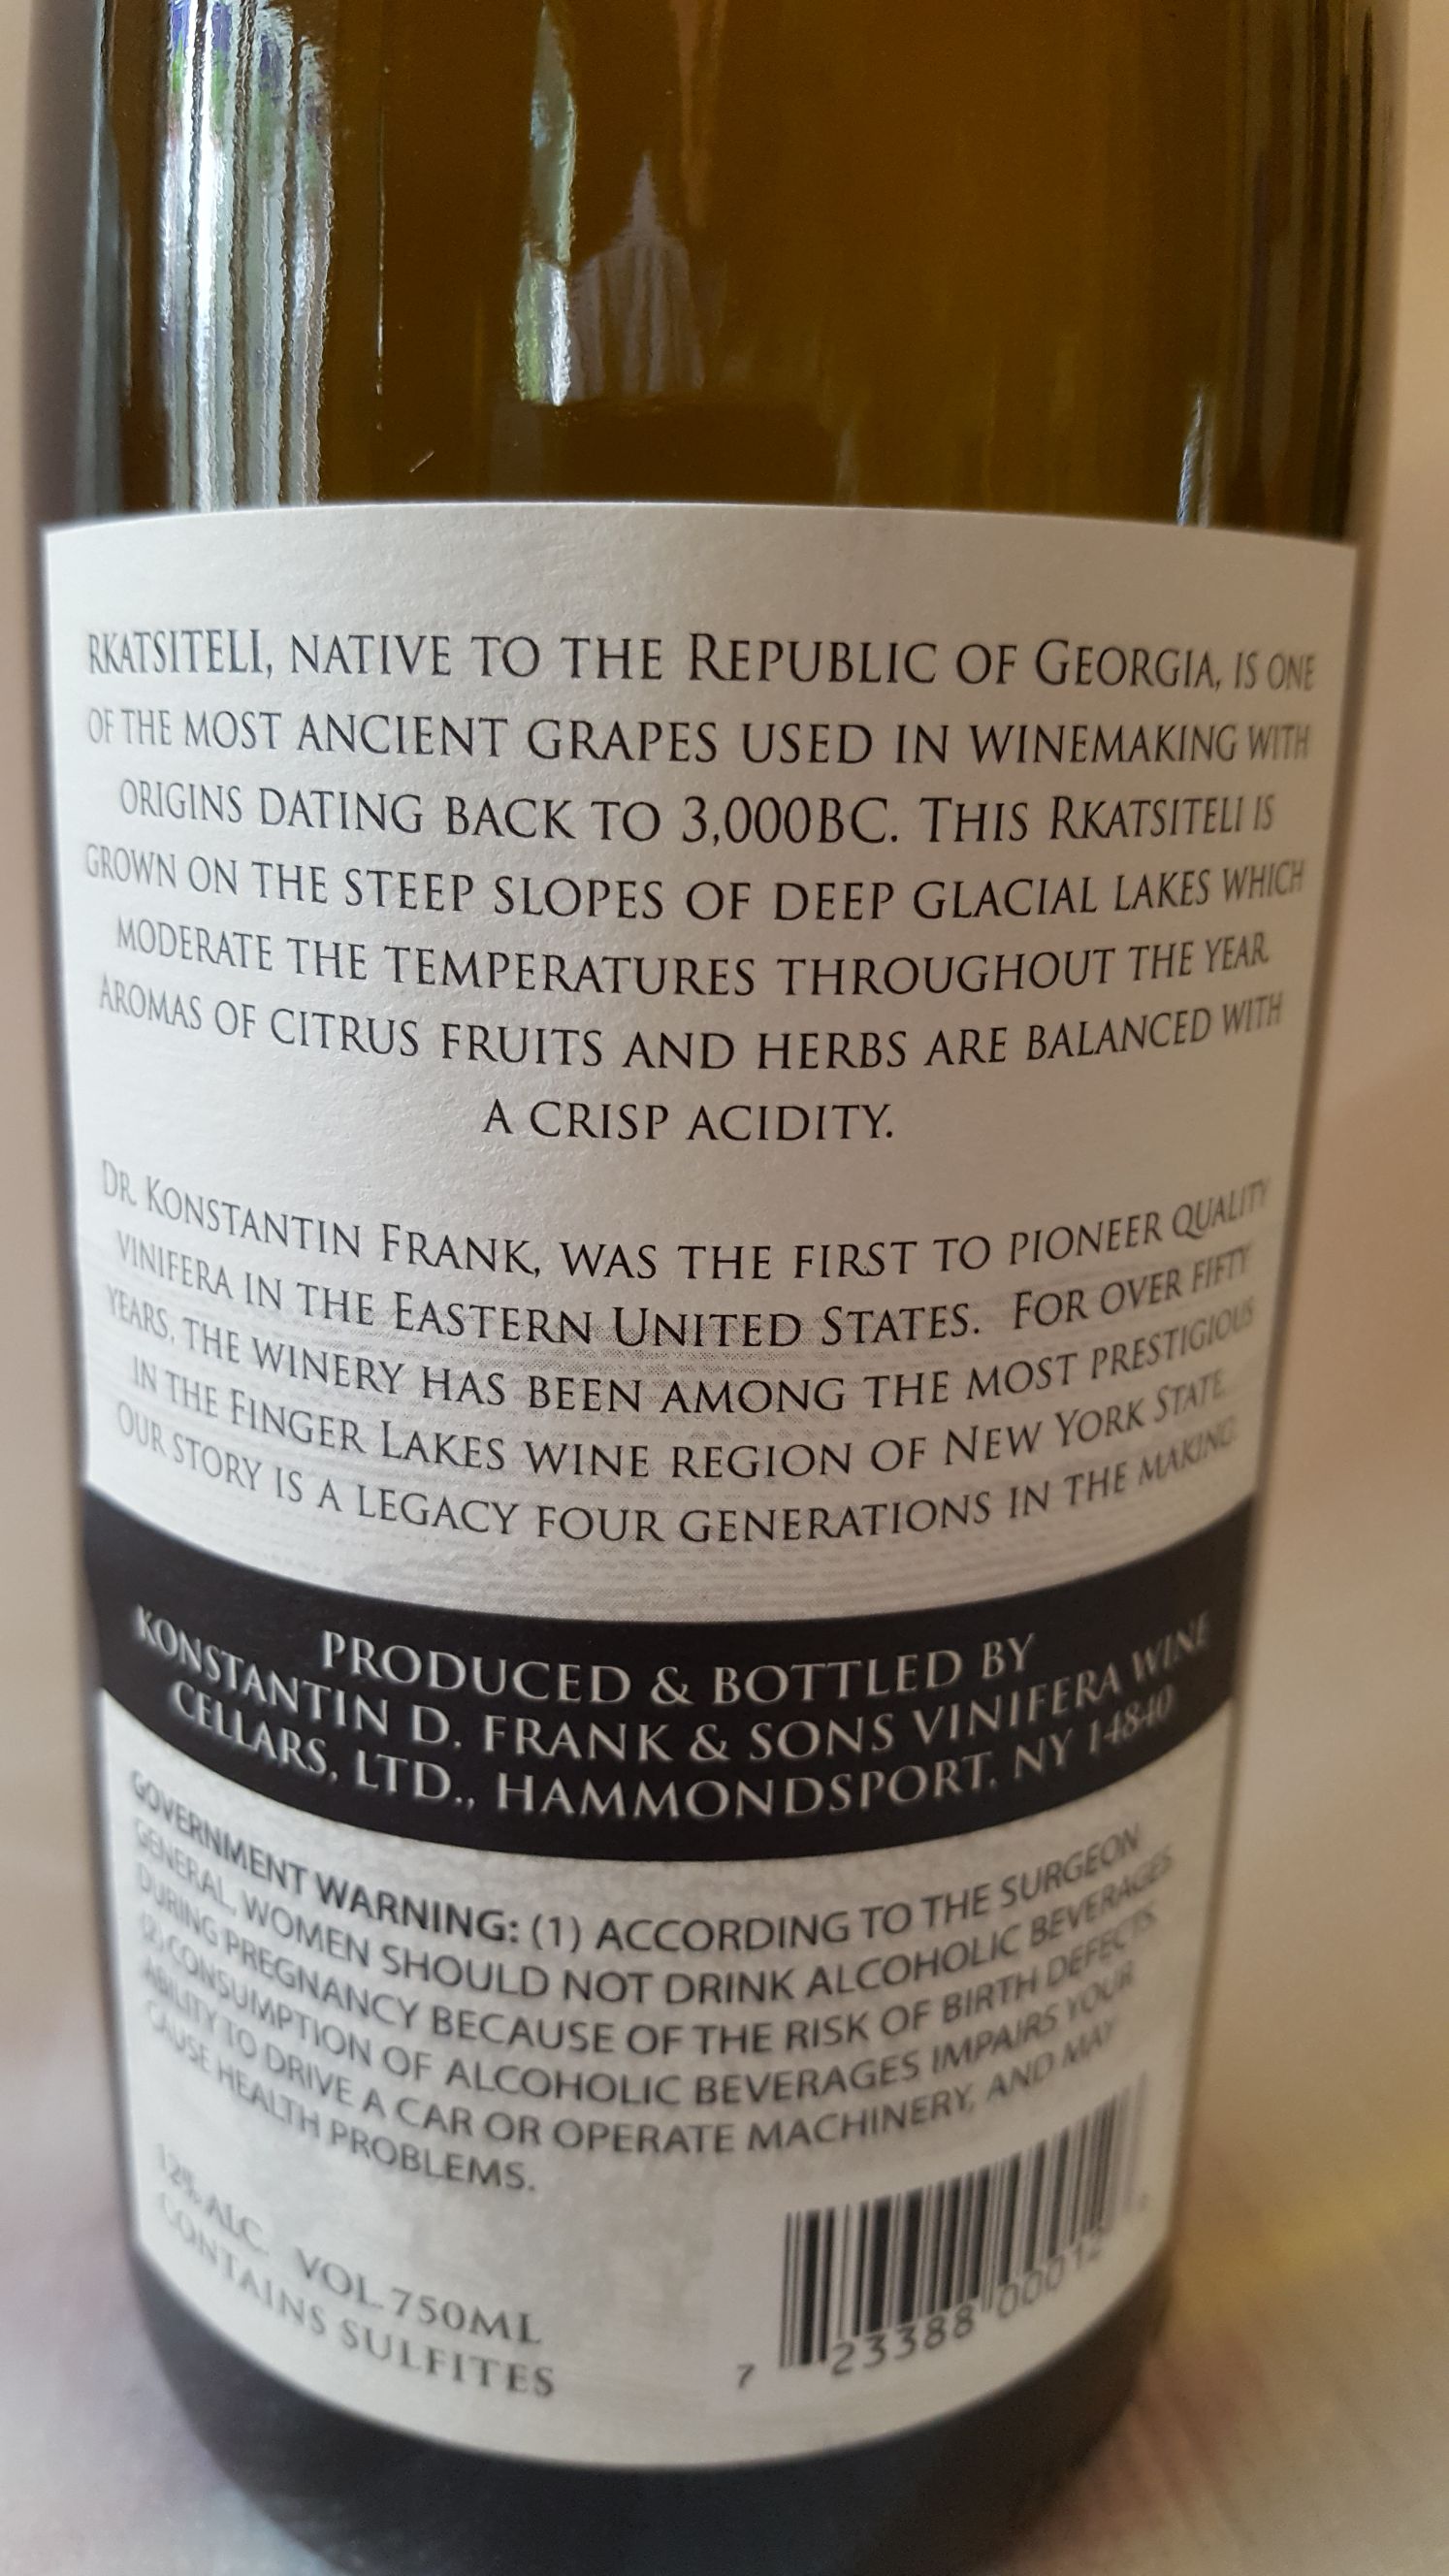 RKATSITELI, NATIVE TO THE REPUBLIC OF GEORGIA, IS ONE
OF THE MOST ANCIENT GRAPES USED IN WINEMAKING WITH
ORIGINS DATING BACK TO 3,000BC. THIS RKATSITELI IS
GROWN ON THE STEEP SLOPES OF DEEP GLACIAL LAKES WHICH
MODERATE THE TEMPERATURES THROUGHOUT THE YEAR.
AROMAS OF CITRUS FRUITS AND HERBS ARE BALANCED WITH
A CRISP ACIDITY.
DR. KONSTANTIN FRANK, WAS THE FIRST TO PIONEER QUALITY
VINIFERA IN THE EASTERN UNITED STATES. FOR OVER FIFTY
YEARS, THE WINERY HAS BEEN AMONG THE MOST PRESTIGIOUS
IN THE FINGER LAKES WINE REGION OF NEW YORK STATE.
OUR STORY IS A LEGACY FOUR GENERATIONS IN THE MAKING.
PRODUCED & BOTTLED BY
KONSTANTIN D. FRANK & SONS VINIFERA WINE
CELLARS, LTD., HAMMONDSPORT, NY 14840
GOVERNMENT WARNING: (1) ACCORDING TO THE SURGEON
GENERAL, WOMEN SHOULD NOT DRINK ALCOHOLIC BEVERAGES
DURING PREGNANCY BECAUSE OF THE RISK OF BIRTH DEFECTS.
(2) CONSUMPTION OF ALCOHOLIC BEVERAGES IMPAIRS YOUR
ABILITY TO DRIVE A CAR OR OPERATE MACHINERY, AND MAY
CAUSE HEALTH PROBLEMS.
12% ALC. VOL.750ML
CONTAINS SULFITES
7 23388 00012